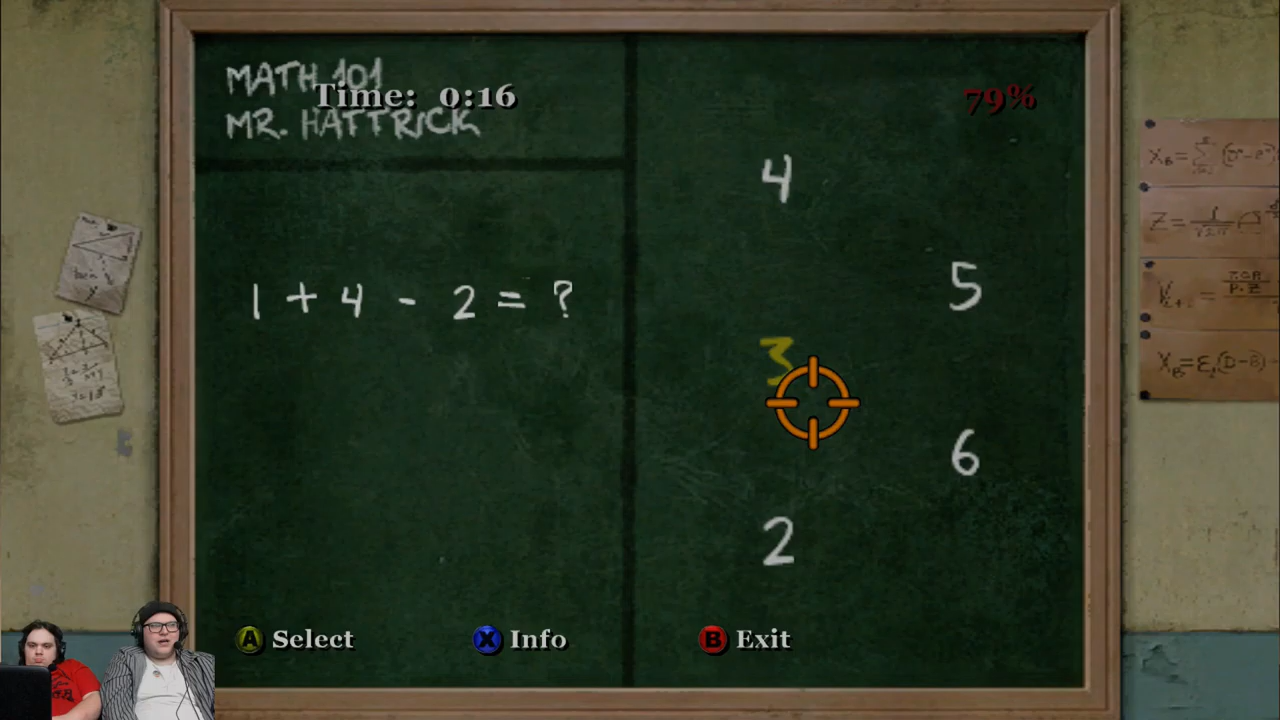 MATH 101
Time: 0:16
MR. HATTRICK
79%
1 + 4 - 2 = ?
4
5
3
6
2
A Select
X Info
B Exit